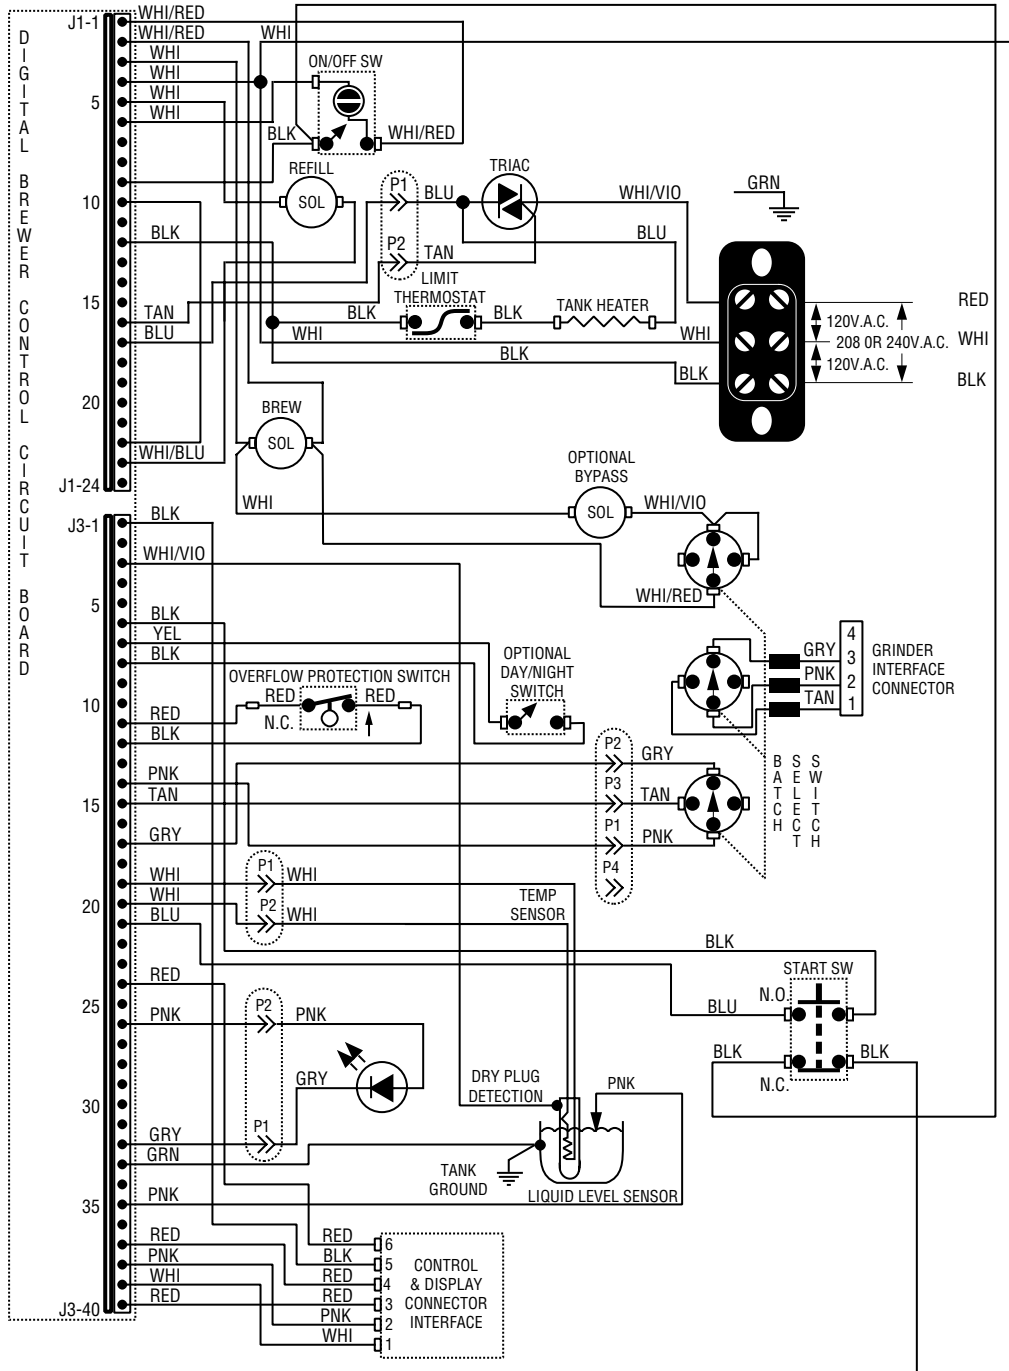 DIGITAL BREWER CONTROL CIRCUIT BOARD
J1-1
WHI/RED
WHI/RED
WHI
WHI
WHI
WHI
WHI
5
ON/OFF SW
BLK
WHI/RED
REFILL
SOL
10
BLK
P1
BLU
TRIAC
WHI/VIO
GRN
P2
TAN
BLU
LIMIT
THERMOSTAT
TANK HEATER
15
TAN
BLU
BLK
BLK
WHI
WHI
BLK
BLK
RED
120V.A.C.
208 0R 240V.A.C.
WHI
120V.A.C.
BLK
20
BREW
SOL
WHI/BLU
J1-24
WHI
OPTIONAL
BYPASS
SOL
WHI/VIO
WHI/RED
J3-1
BLK
WHI/VIO
5
BLK
YEL
BLK
OVERFLOW PROTECTION SWITCH
RED
RED
N.C.
OPTIONAL
DAY/NIGHT
SWITCH
GRY
PNK
TAN
4
3
2
1
GRINDER
INTERFACE
CONNECTOR
10
RED
BLK
P2
GRY
P3
TAN
P1
PNK
P4
BATCH
SELECT
SWITCH
PNK
15
TAN
GRY
WHI
P1
WHI
WHI
20
P2
WHI
BLU
TEMP
SENSOR
BLK
START SW
N.O.
BLU
BLK
BLK
N.C.
RED
25
PNK
P2
PNK
GRY
P1
30
DRY PLUG
DETECTION
PNK
GRY
GRN
TANK
GROUND
LIQUID LEVEL SENSOR
35
PNK
RED
PNK
WHI
RED
J3-40
RED
BLK
RED
RED
PNK
WHI
6
5
4
3
2
1
CONTROL
& DISPLAY
CONNECTOR
INTERFACE